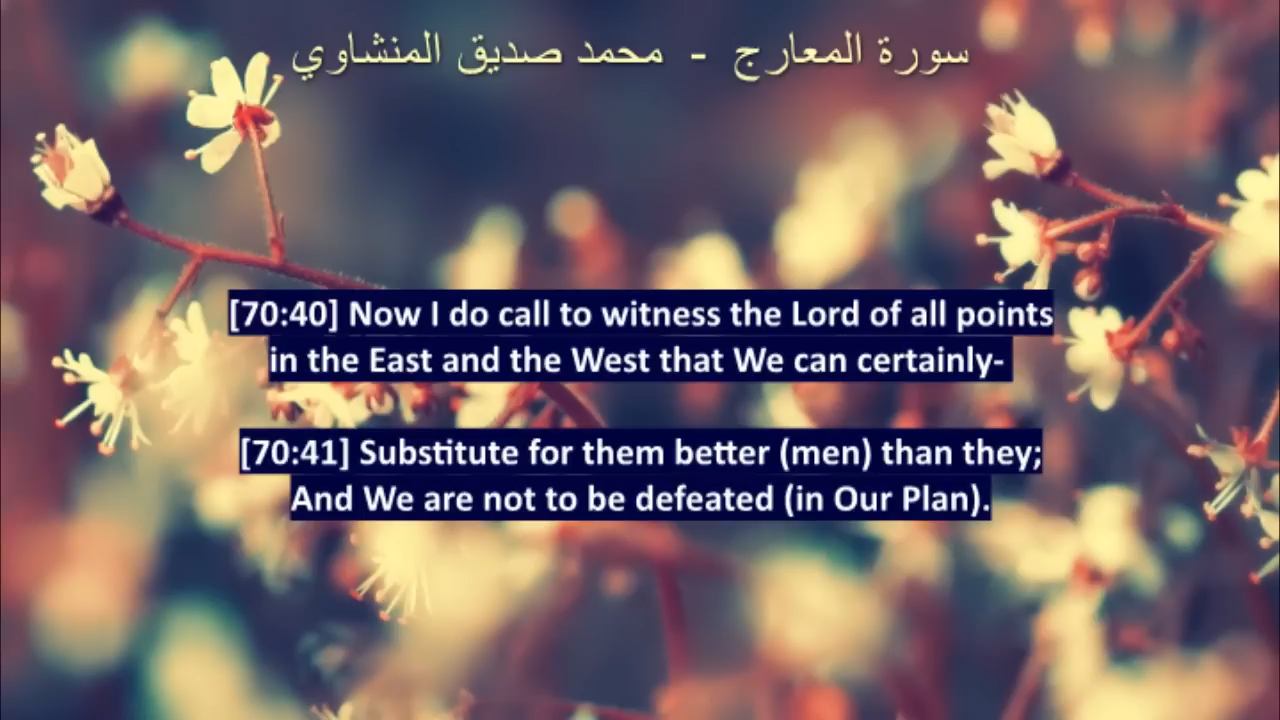 سورة المعارج - محمد صديق المنشاوي
[70:40] Now I do call to witness the Lord of all points
in the East and the West that We can certainly-
[70:41] Substitute for them better (men) than they;
And We are not to be defeated (in Our Plan).